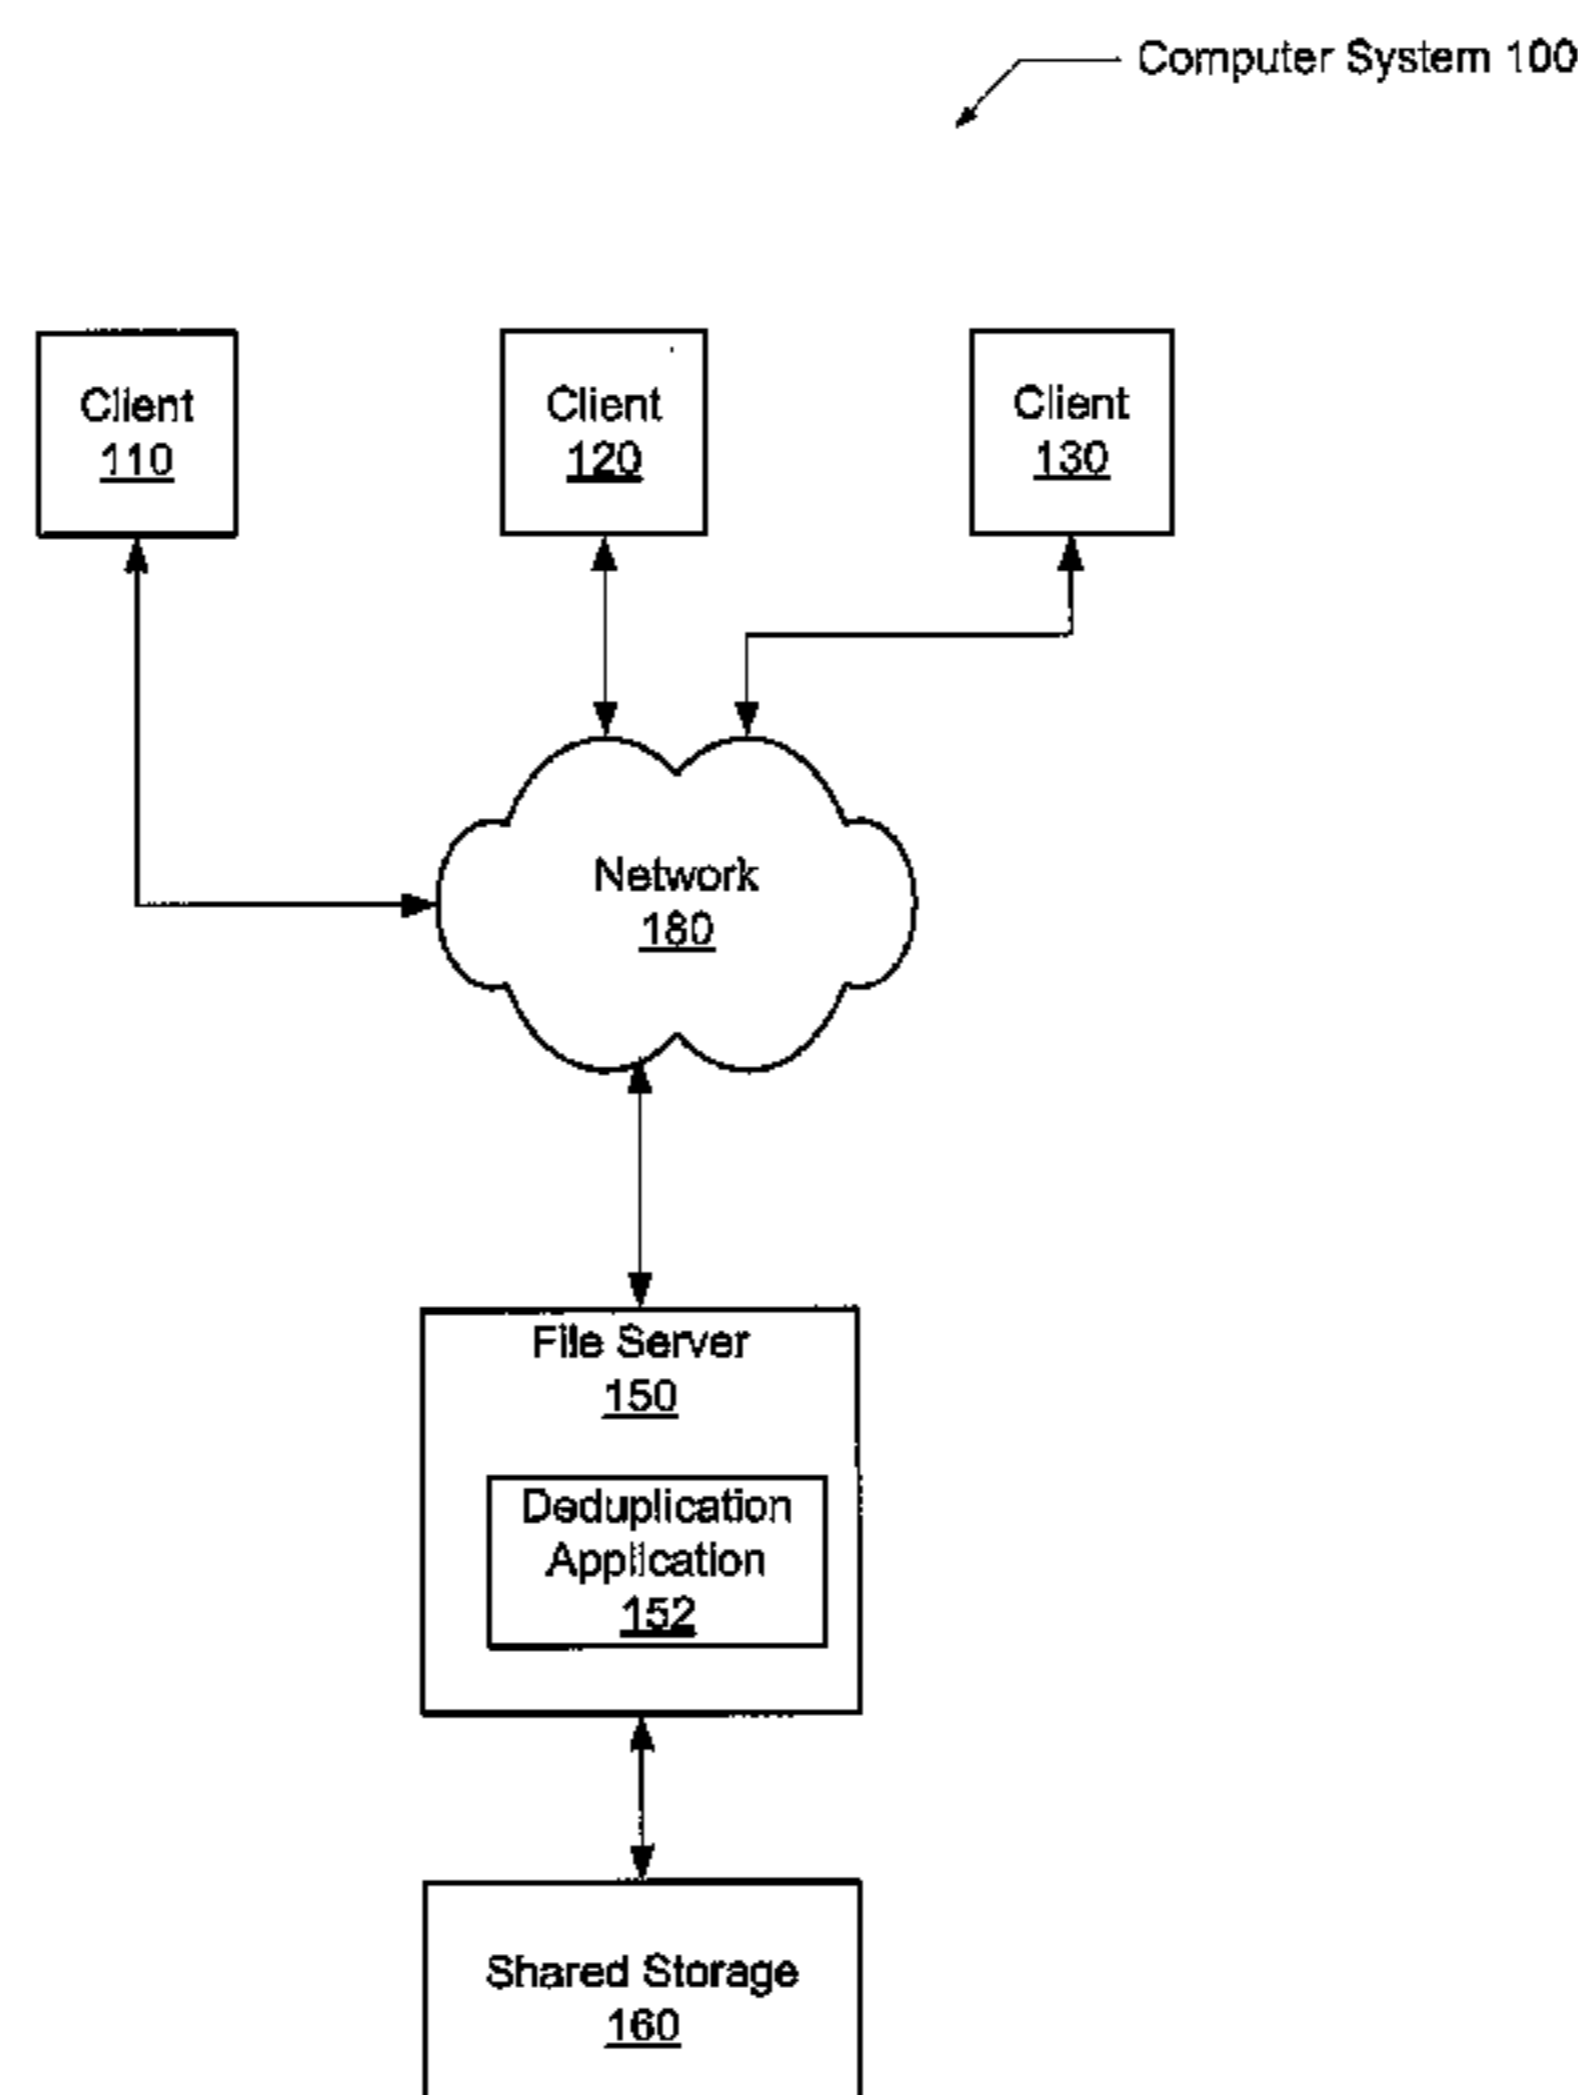 Computer System 100
Client
110
Client
120
Client
130
Network
180
File Server
150
Deduplication
Application
152
Shared Storage
160